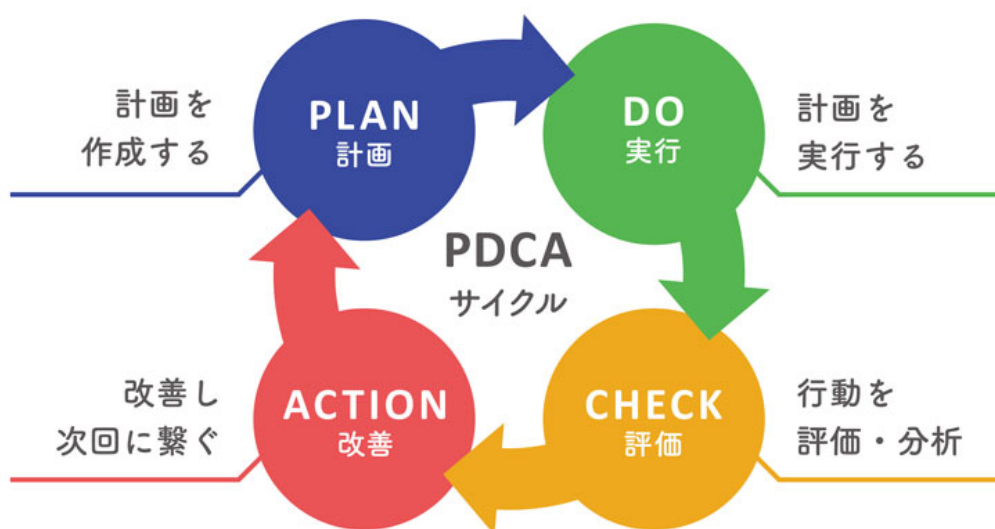 計画を
作成する
PLAN
計画
DO
実行
計画を
実行する
PDCA
サイクル
改善し
次回に繋ぐ
ACTION
改善
CHECK
評価
行動を
評価・分析